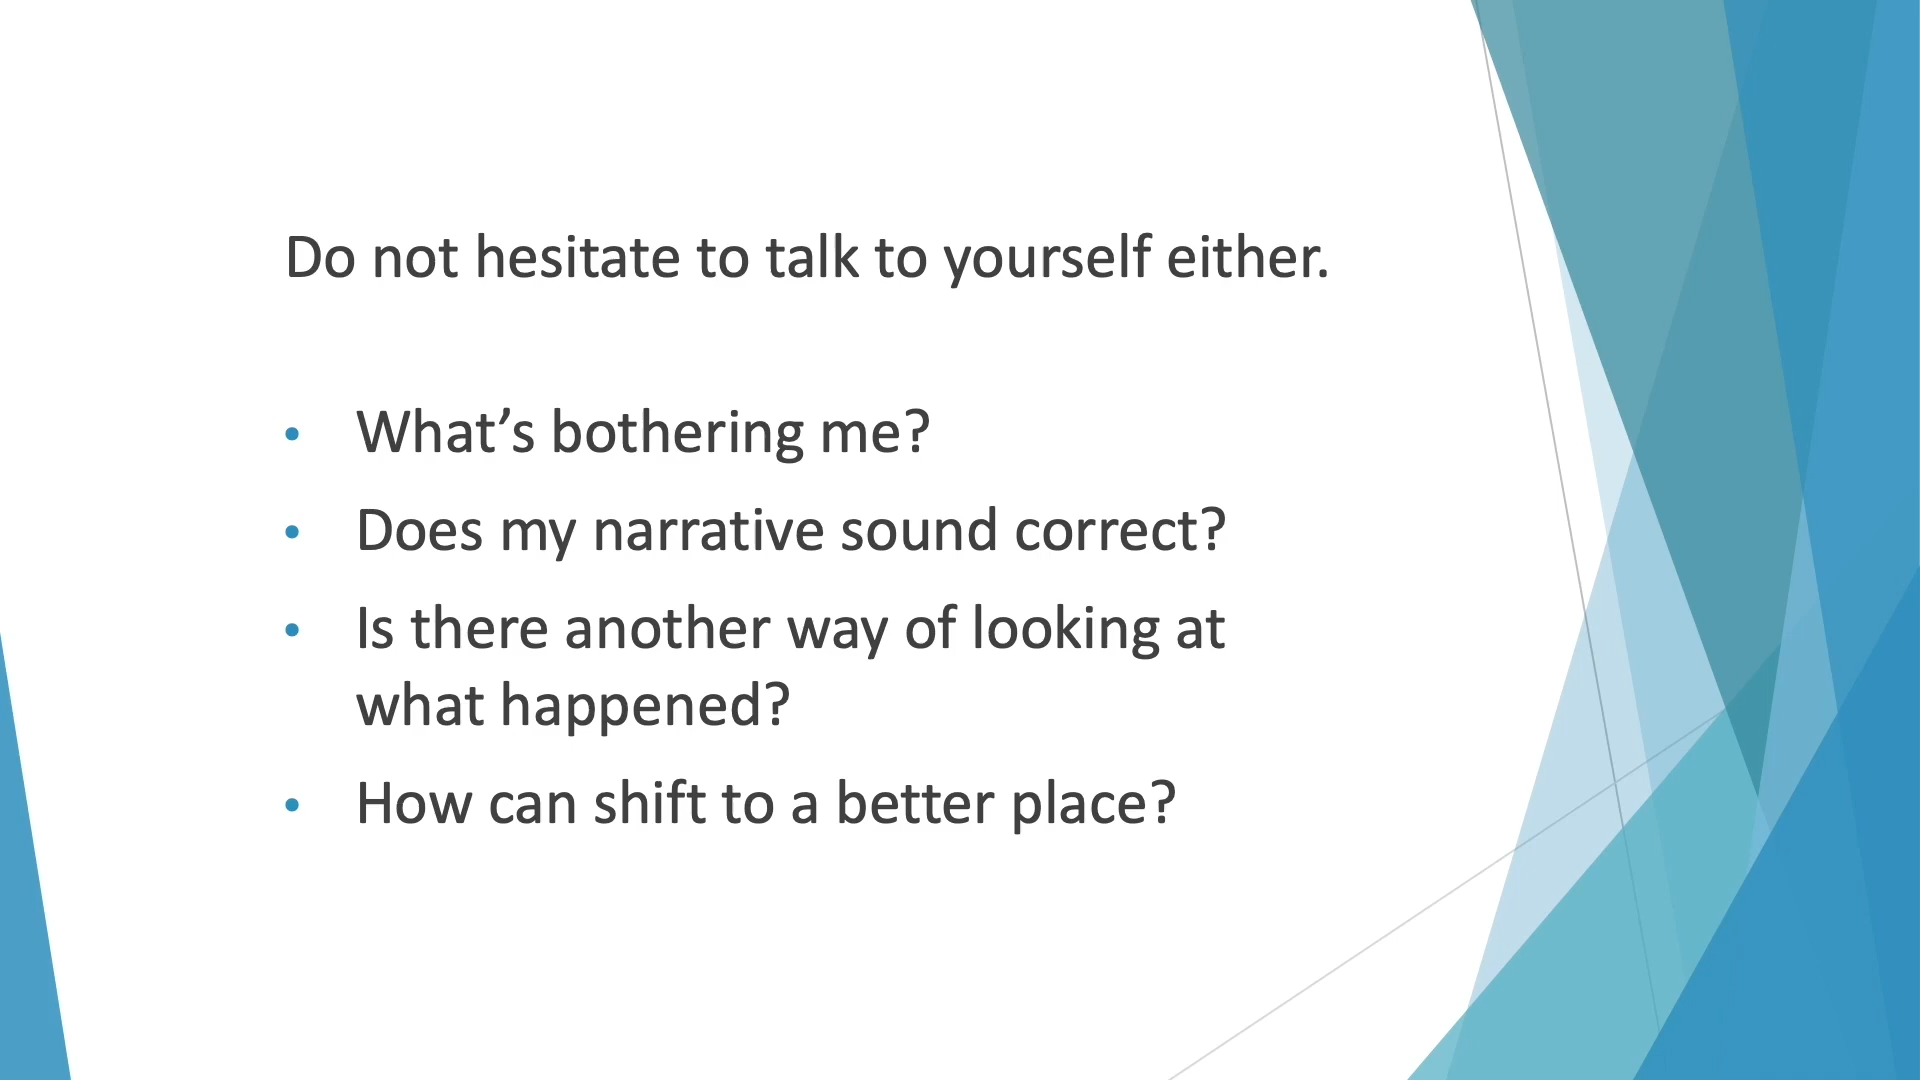 Do not hesitate to talk to yourself either.
• What’s bothering me?
• Does my narrative sound correct?
• Is there another way of looking at
what happened?
• How can shift to a better place?